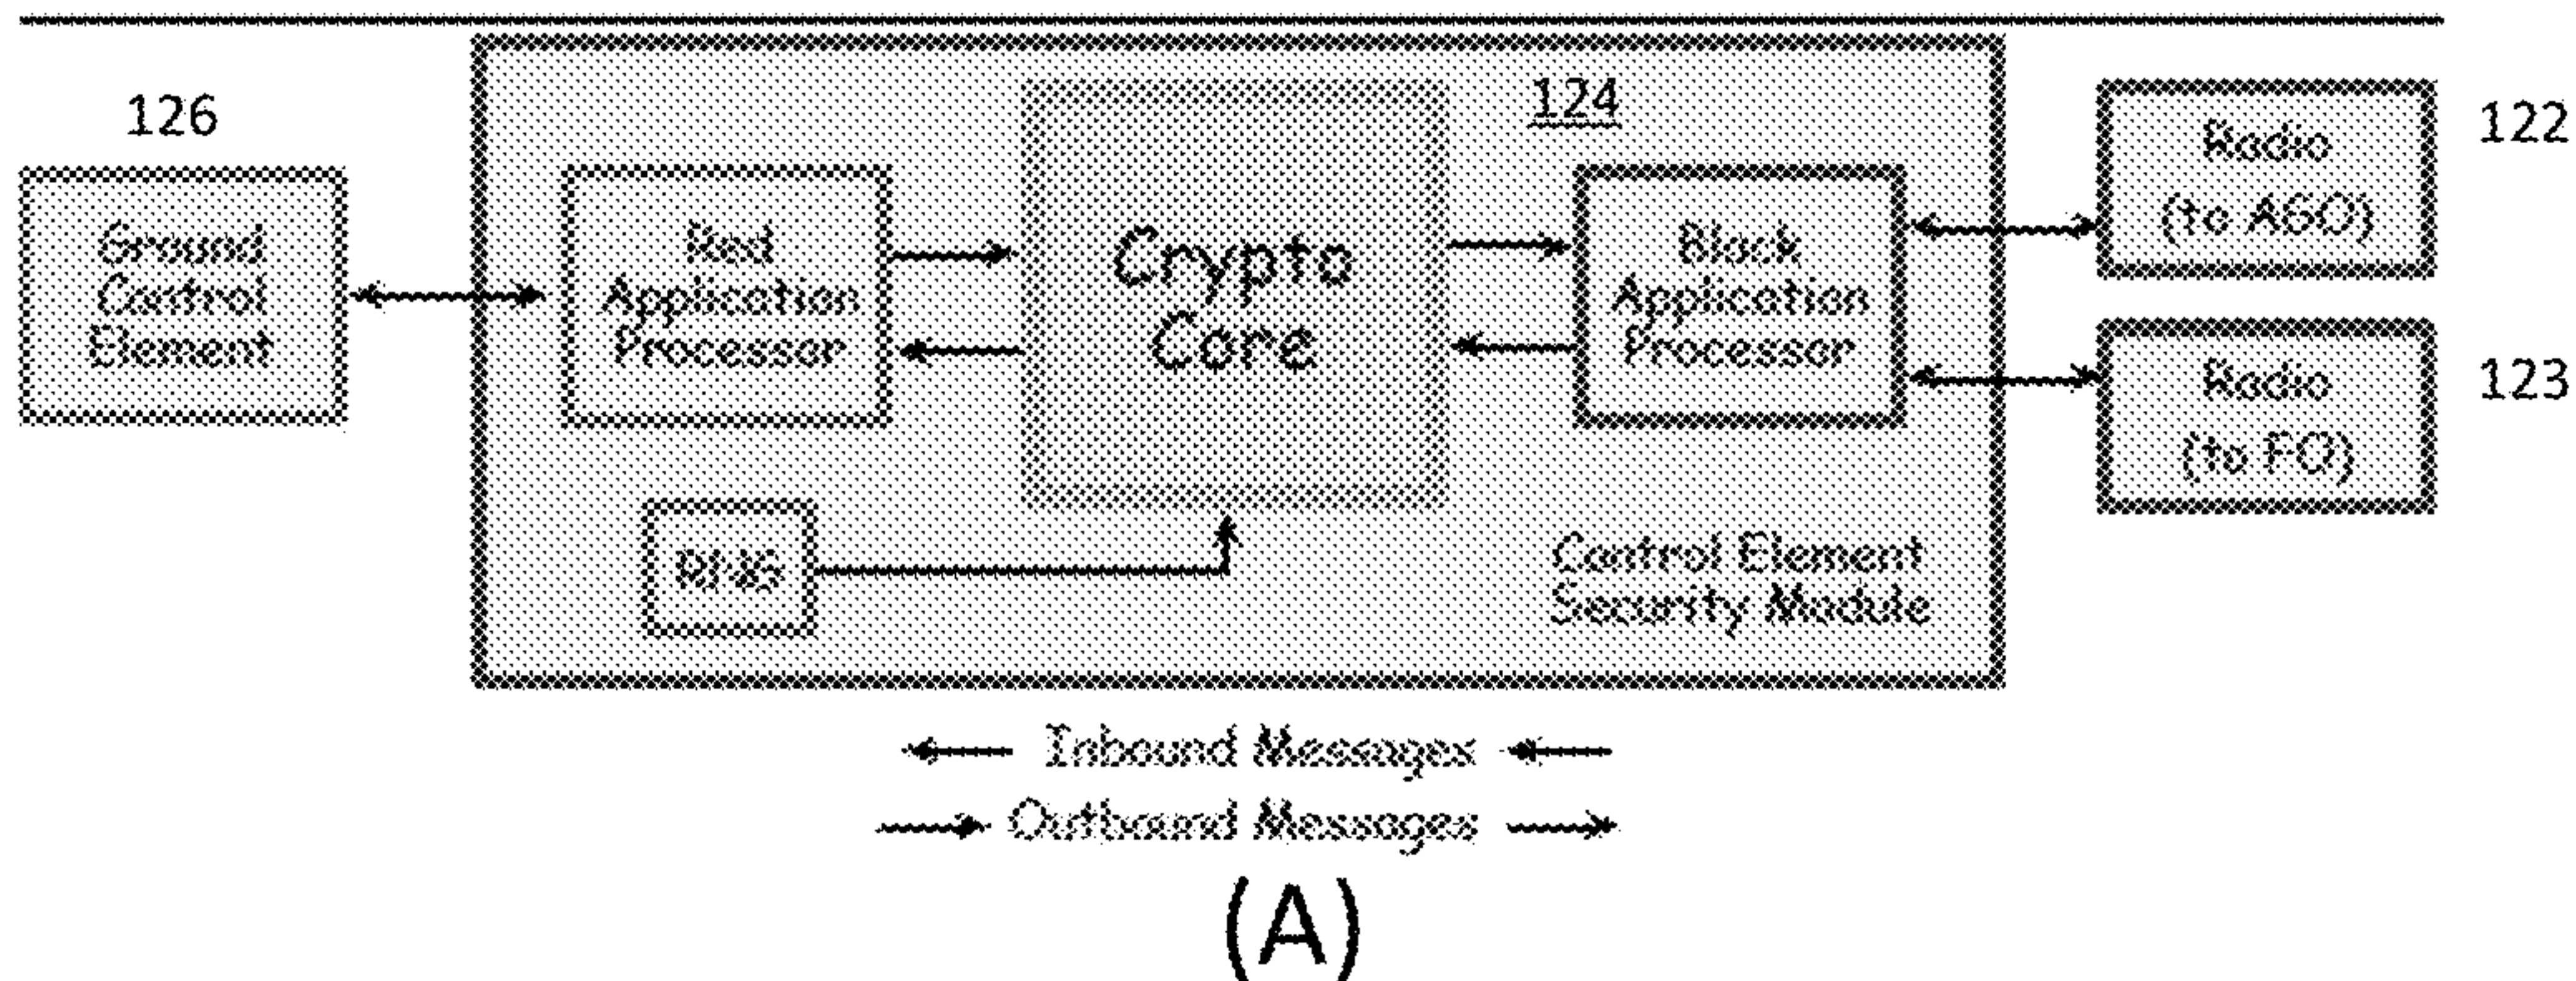 126
Ground
Control
Element
Red
Application
Processor
Crypto
Core
124
Black
Application
Processor
Radio
(to AGO)
122
Radio
(to FO)
123
RNG
Control Element
Security Module
Inbound Messages
Outbound Messages
(A)